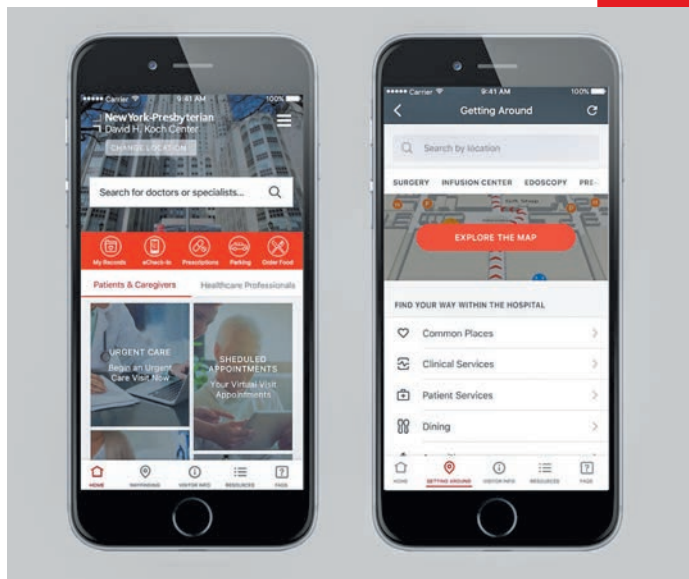 Carrier
9:41 AM
100%
NewYork-Presbyterian
David H. Koch Center
CHANGE LOCATION
Search for doctors or specialists...
My Records
eCheck-In
Prescriptions
Parking
Order Food
Patients & Caregivers
Healthcare Professionals
URGENT CARE
Begin an Urgent
Care Visit Now
SHEDULED
APPOINTMENTS
Your Virtual Visit
Appointments
HOME
WAYFINDING
VISITOR INFO
RESOURCES
FAQS
Carrier
9:41 AM
100%
Getting Around
Search by location
SURGERY
INFUSION CENTER
EDOSCOPY
PRE-
EXPLORE THE MAP
FIND YOUR WAY WITHIN THE HOSPITAL
Common Places
Clinical Services
Patient Services
Dining
HOME
GETTING AROUND
VISITOR INFO
RESOURCES
FAQS